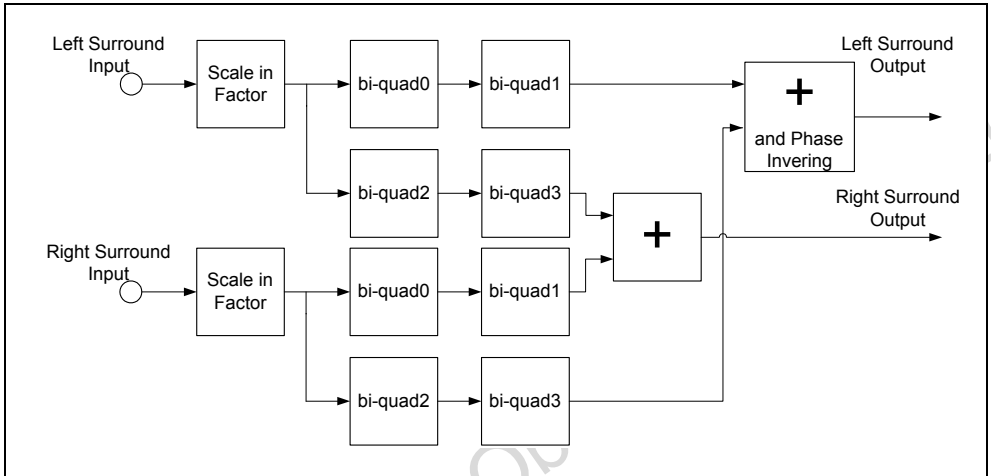 Left Surround
Input
Scale in
Factor
bi-quad0
bi-quad1
+
and Phase
Invering
Left Surround
Output
bi-quad2
bi-quad3
+
Right Surround
Output
Right Surround
Input
Scale in
Factor
bi-quad0
bi-quad1
bi-quad2
bi-quad3
Ob